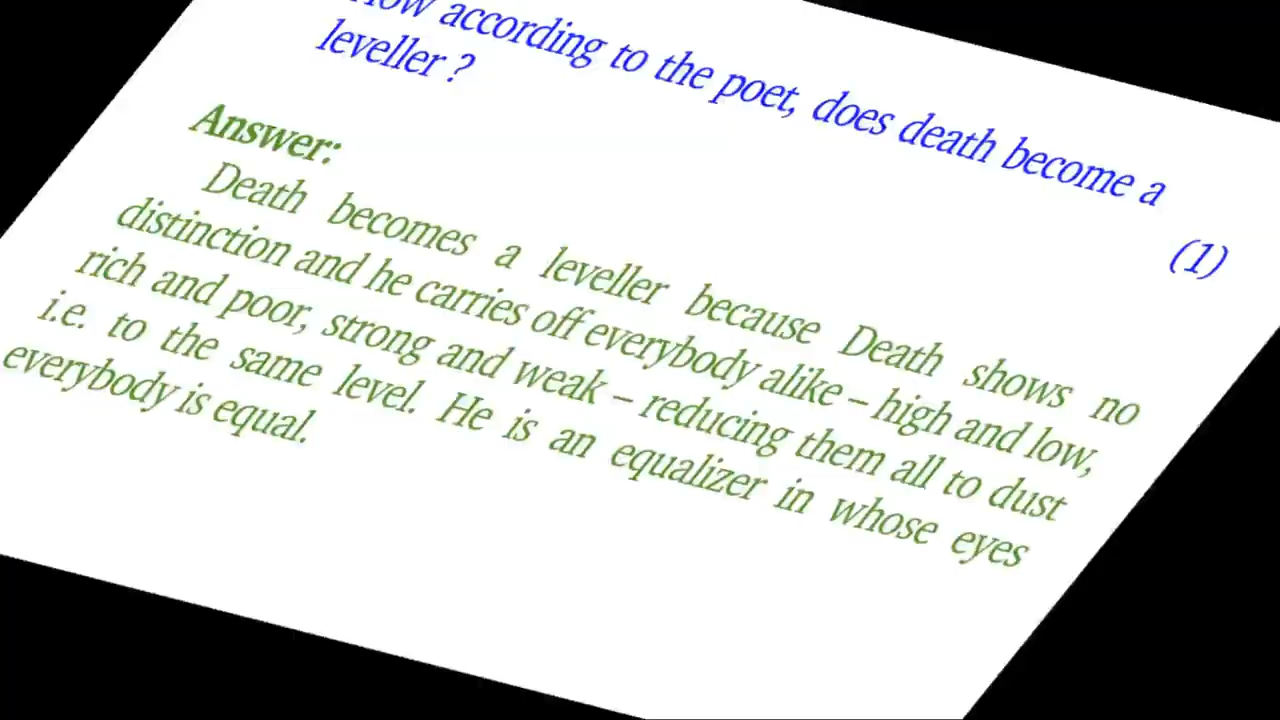 How according to the poet, does death become a
leveller ?
(1)
Answer:
Death becomes a leveller because Death shows no
distinction and he carries off everybody alike – high and low,
rich and poor, strong and weak – reducing them all to dust
i.e. to the same level. He is an equalizer in whose eyes
everybody is equal.